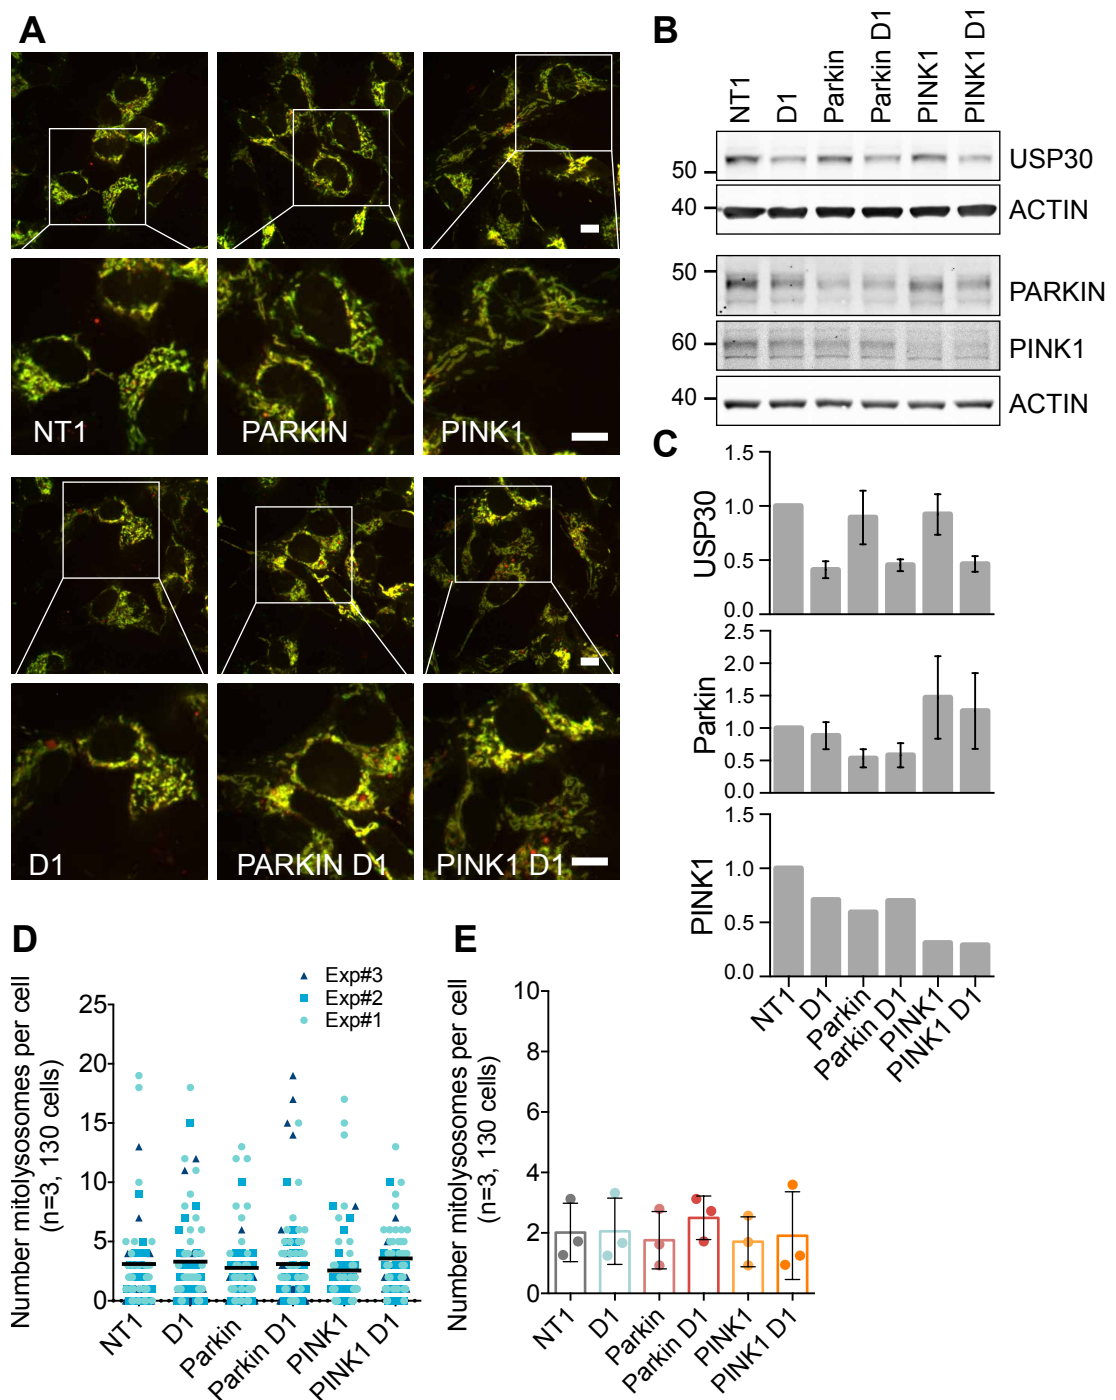 A
NT1
PARKIN
PINK1
D1
PARKIN D1
PINK1 D1
B
NT1
D1
Parkin
Parkin D1
PINK1
PINK1 D1
50
USP30
40
ACTIN
50
PARKIN
60
PINK1
40
ACTIN
C
USP30
1.5
1.0
0.5
0.0
Parkin
2.5
2.0
1.5
1.0
0.5
0.0
PINK1
1.5
1.0
0.5
0.0
NT1
D1
Parkin
Parkin D1
PINK1
PINK1 D1
D
Number mitolysosomes per cell
(n=3, 130 cells)
25
20
15
10
5
0
Exp#3
Exp#2
Exp#1
NT1
D1
Parkin
Parkin D1
PINK1
PINK1 D1
E
Number mitolysosomes per cell
(n=3, 130 cells)
10
8
6
4
2
0
NT1
D1
Parkin
Parkin D1
PINK1
PINK1 D1